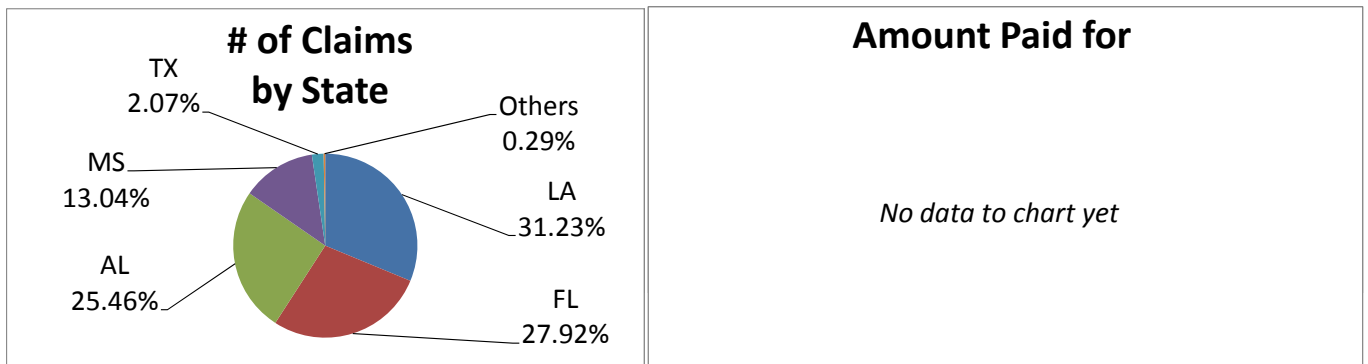 # of Claims
by State
TX
2.07%
Others
0.29%
MS
13.04%
LA
31.23%
AL
25.46%
FL
27.92%
Amount Paid for
No data to chart yet